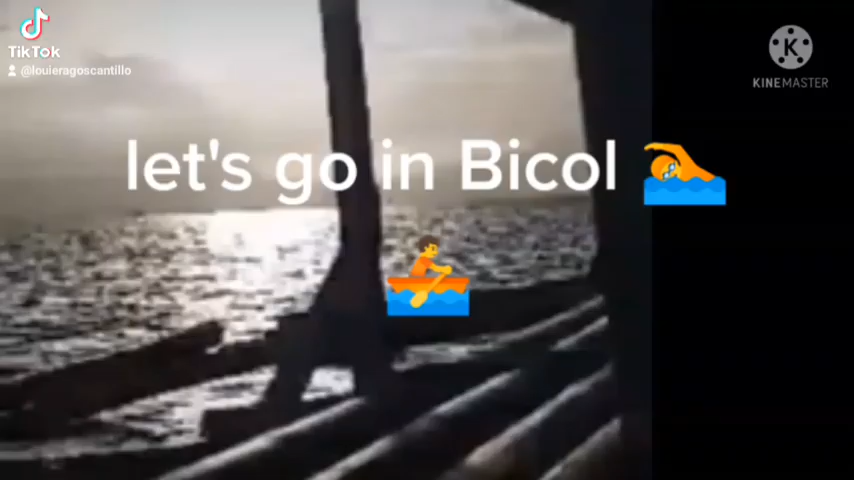 TikTok
@louieragoscantillo
K
KINEMASTER
let's go in Bicol 🏊
🚣